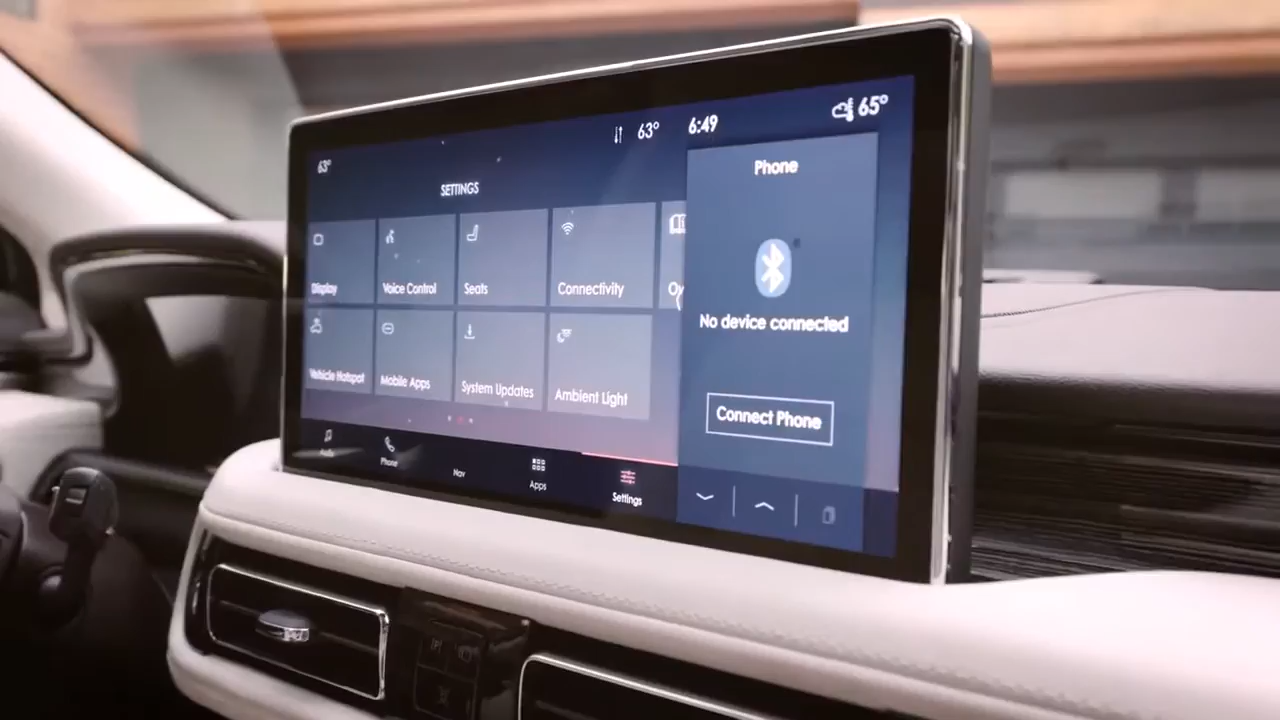 63°
63°
6:49
65°
SETTINGS
Phone
Display
Voice Control
Seats
Connectivity
No device connected
Vehicle Hotspot
Mobile Apps
System Updates
Ambient Light
Connect Phone
Audio
Phone
Nav
Apps
Settings